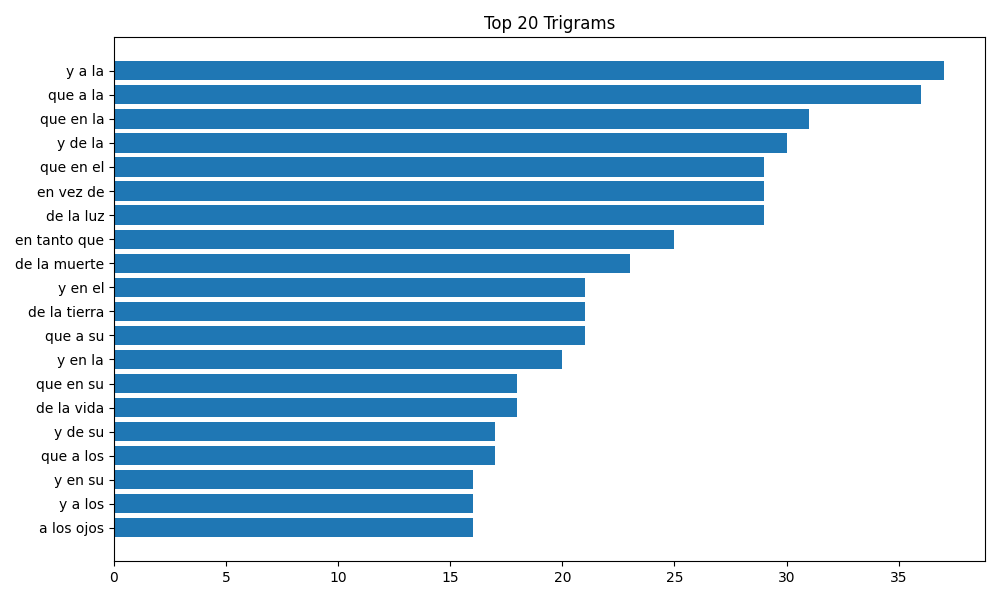 Top 20 Trigrams
y a la
que a la
que en la
y de la
que en el
en vez de
de la luz
en tanto que
de la muerte
y en el
de la tierra
que a su
y en la
que en su
de la vida
y de su
que a los
y en su
y a los
a los ojos
0 5 10 15 20 25 30 35